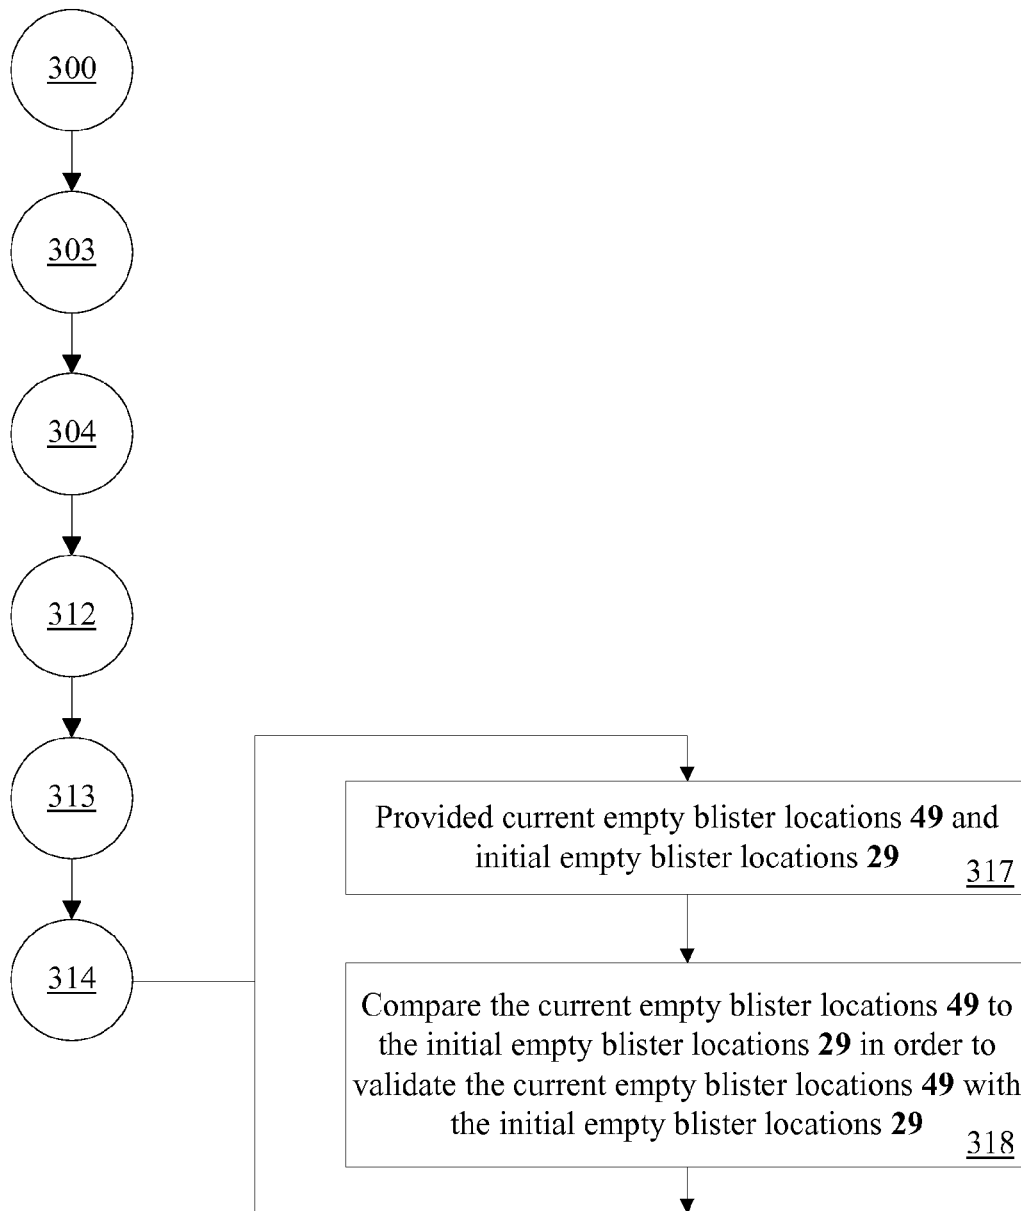 300
303
304
312
313
314
Provided current empty blister locations 49 and
initial empty blister locations 29
317
Compare the current empty blister locations 49 to
the initial empty blister locations 29 in order to
validate the current empty blister locations 49 with
the initial empty blister locations 29
318